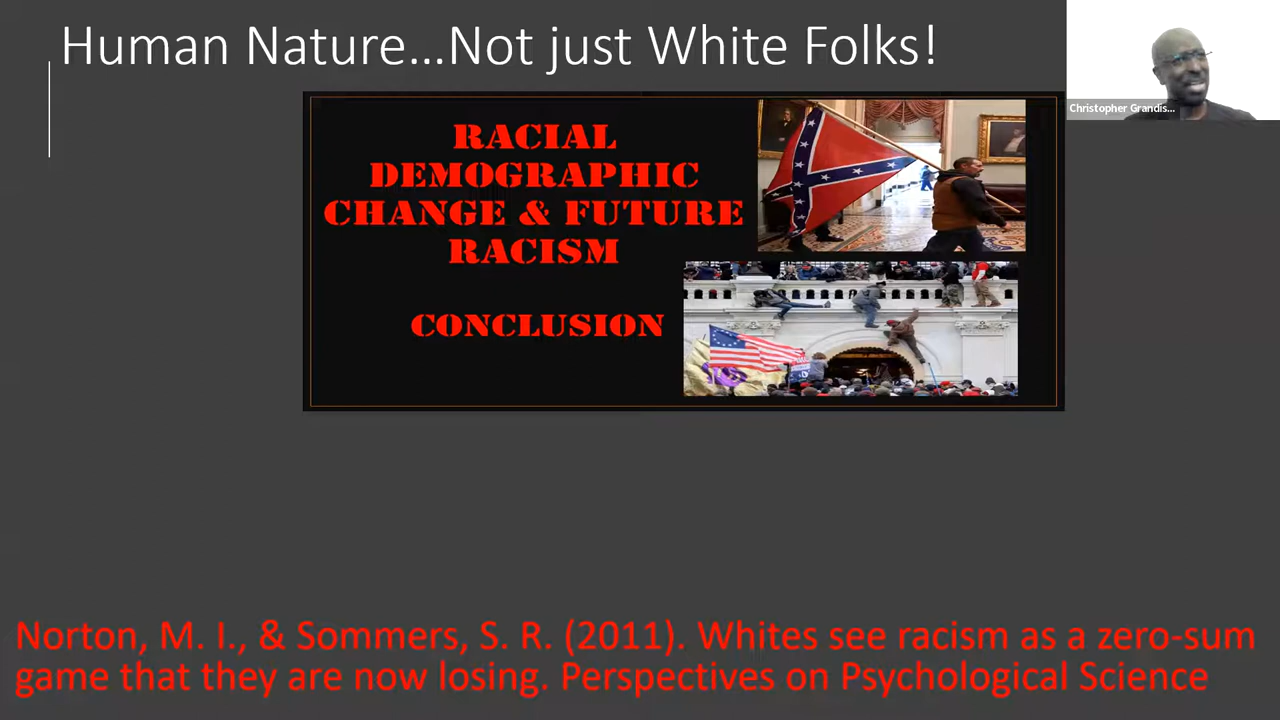 Human Nature…Not just White Folks!
Christopher Grandis...
RACIAL
DEMOGRAPHIC
CHANGE & FUTURE
RACISM
CONCLUSION
Norton, M. I., & Sommers, S. R. (2011). Whites see racism as a zero-sum
game that they are now losing. Perspectives on Psychological Science